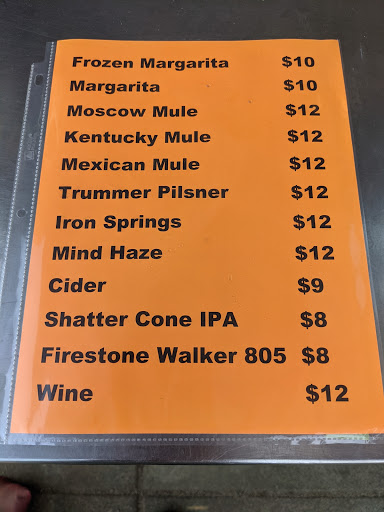 Frozen Margarita $10
Margarita $10
Moscow Mule $12
Kentucky Mule $12
Mexican Mule $12
Trummer Pilsner $12
Iron Springs $12
Mind Haze $12
Cider $9
Shatter Cone IPA $8
Firestone Walker 805 $8
Wine $12